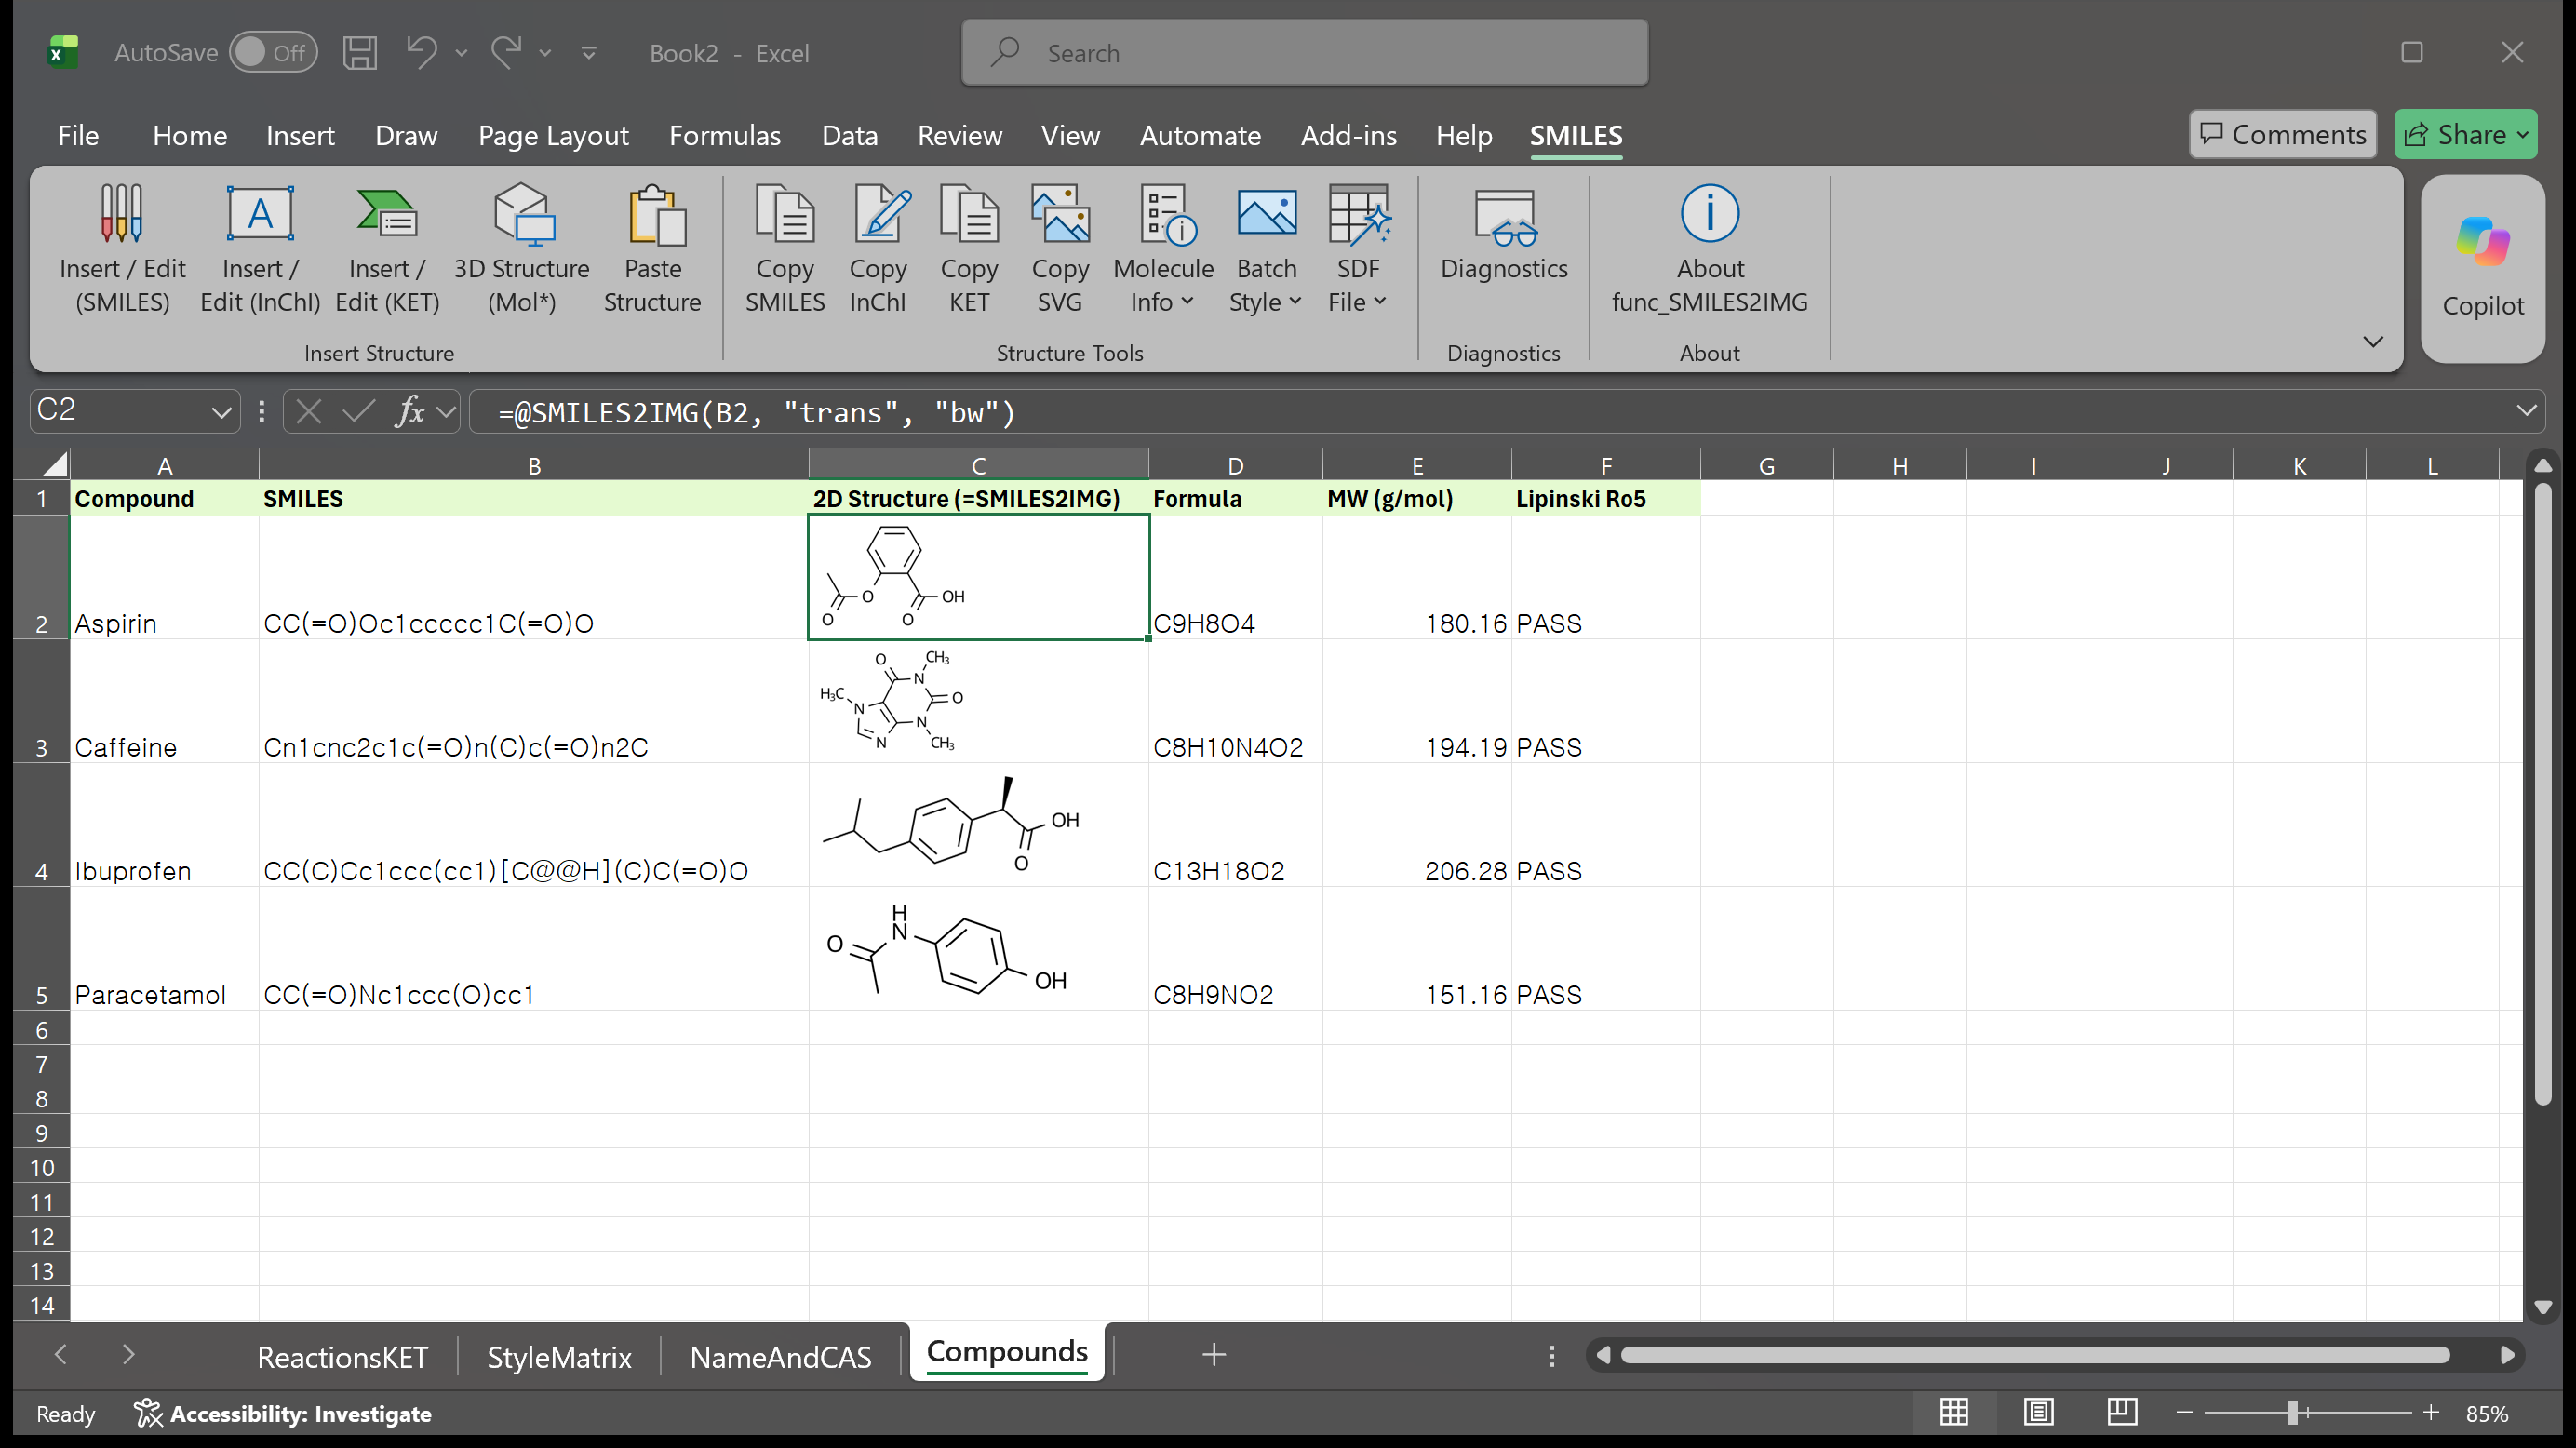 AutoSave Off Book2 - Excel Search
File Home Insert Draw Page Layout Formulas Data Review View Automate Add-ins Help SMILES Comments Share
Insert / Edit (SMILES)
Insert / Edit (InChI)
Insert / Edit (KET)
3D Structure (Mol*)
Paste Structure
Copy SMILES
Copy InChI
Copy KET
Copy SVG
Molecule Info
Batch Style
SDF File
Diagnostics
About func_SMILES2IMG
Copilot
Insert Structure Structure Tools Diagnostics About
C2 fx =@SMILES2IMG(B2, "trans", "bw")
A B C D E F G H I J K L
1 Compound SMILES 2D Structure (=SMILES2IMG) Formula MW (g/mol) Lipinski Ro5
O OH
O O
2 Aspirin CC(=O)Oc1ccccc1C(=O)O C9H8O4 180.16 PASS
O CH3
N
H3C O
N N
N CH3
3 Caffeine Cn1cnc2c1c(=O)n(C)c(=O)n2C C8H10N4O2 194.19 PASS
OH
O
4 Ibuprofen CC(C)Cc1ccc(cc1)[C@@H](C)C(=O)O C13H18O2 206.28 PASS
H
N
O
OH
5 Paracetamol CC(=O)Nc1ccc(O)cc1 C8H9NO2 151.16 PASS
6
7
8
9
10
11
12
13
14
ReactionsKET StyleMatrix NameAndCAS Compounds
Ready Accessibility: Investigate 85%